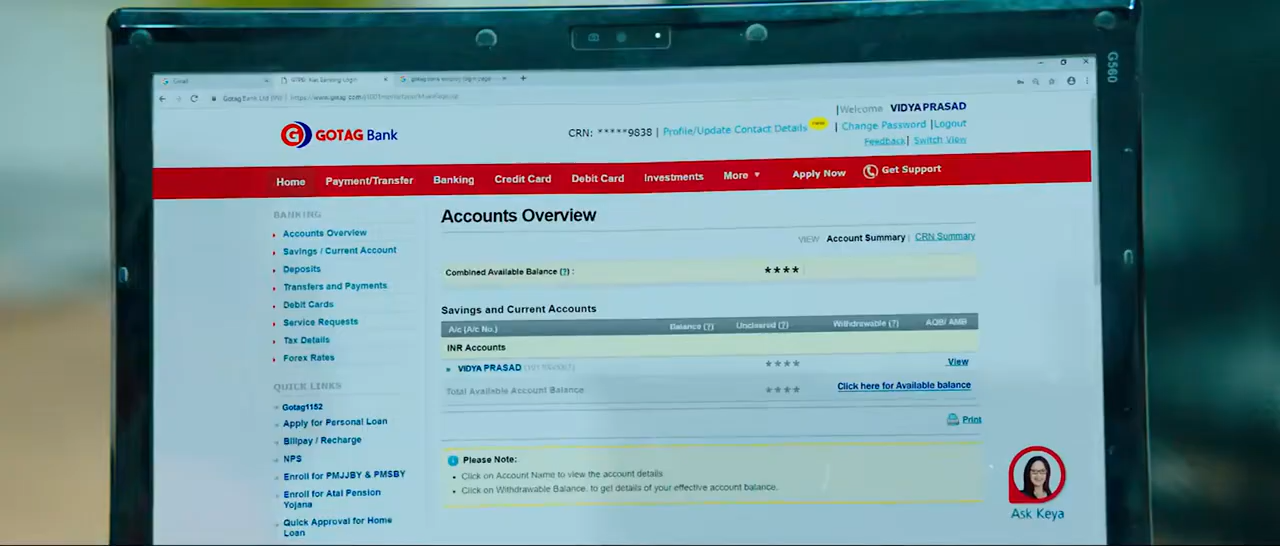 G560
Gmail
GOTAG Bank
CRN: *****9838 | Profile/Update Contact Details
|Welcome VIDYA PRASAD
| Change Password |Logout
Feedback| Switch View
Home Payment/Transfer Banking Credit Card Debit Card Investments More Apply Now Get Support
BANKING
Accounts Overview
Savings / Current Account
Deposits
Transfers and Payments
Debit Cards
Service Requests
Tax Details
Forex Rates
QUICK LINKS
Gotag1152
Apply for Personal Loan
Billpay / Recharge
NPS
Enroll for PMJJBY & PMSBY
Enroll for Atal Pension
Yojana
Quick Approval for Home
Loan
Accounts Overview
VIEW Account Summary | CRN Summary
Combined Available Balance (?) : ****
Savings and Current Accounts
A/c (A/c No.) Balance (?) Uncleared (?) Withdrawable (?) AQB/ AMB
INR Accounts
VIDYA PRASAD **** View
Total Available Account Balance **** Click here for Available balance
Print
Please Note:
Click on Account Name to view the account details
Click on Withdrawable Balance, to get details of your effective account balance.
Ask Keya